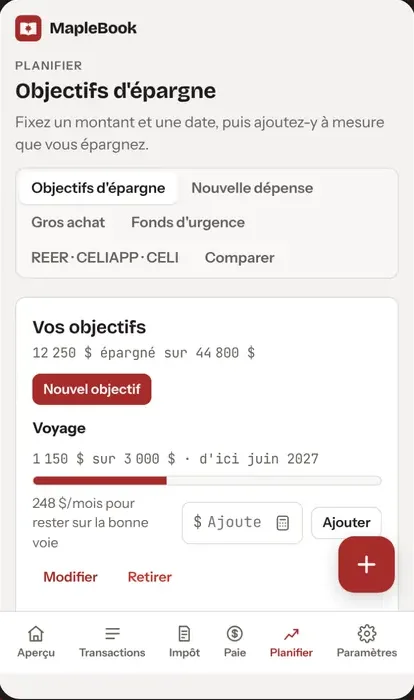 MapleBook
PLANIFIER
Objectifs d'épargne
Fixez un montant et une date, puis ajoutez-y à mesure
que vous épargnez.
Objectifs d'épargne
Nouvelle dépense
Gros achat
Fonds d'urgence
REER·CELIAPP·CELI
Comparer
Vos objectifs
12 250 $ épargné sur 44 800 $
Nouvel objectif
Voyage
1 150 $ sur 3 000 $ · d'ici juin 2027
248 $/mois pour
rester sur la bonne
voie
$ Ajoute
Ajouter
Modifier
Retirer
+
Aperçu
Transactions
Impôt
Paie
Planifier
Paramètres